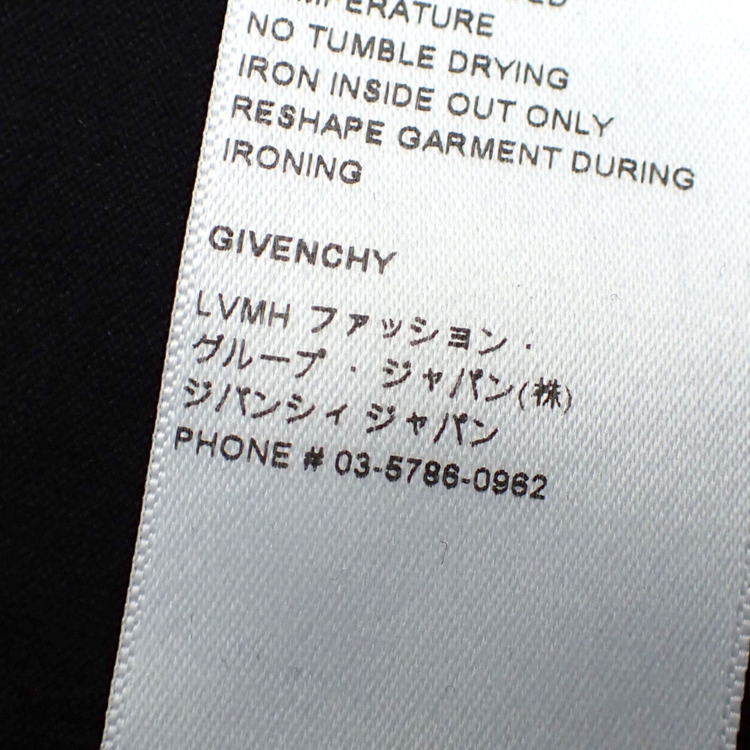 TEMPERATURE
NO TUMBLE DRYING
IRON INSIDE OUT ONLY
RESHAPE GARMENT DURING
IRONING
GIVENCHY
LVMH ファッション・
グループ・ジャパン(株)
ジバンシィ ジャパン
PHONE # 03-5786-0962